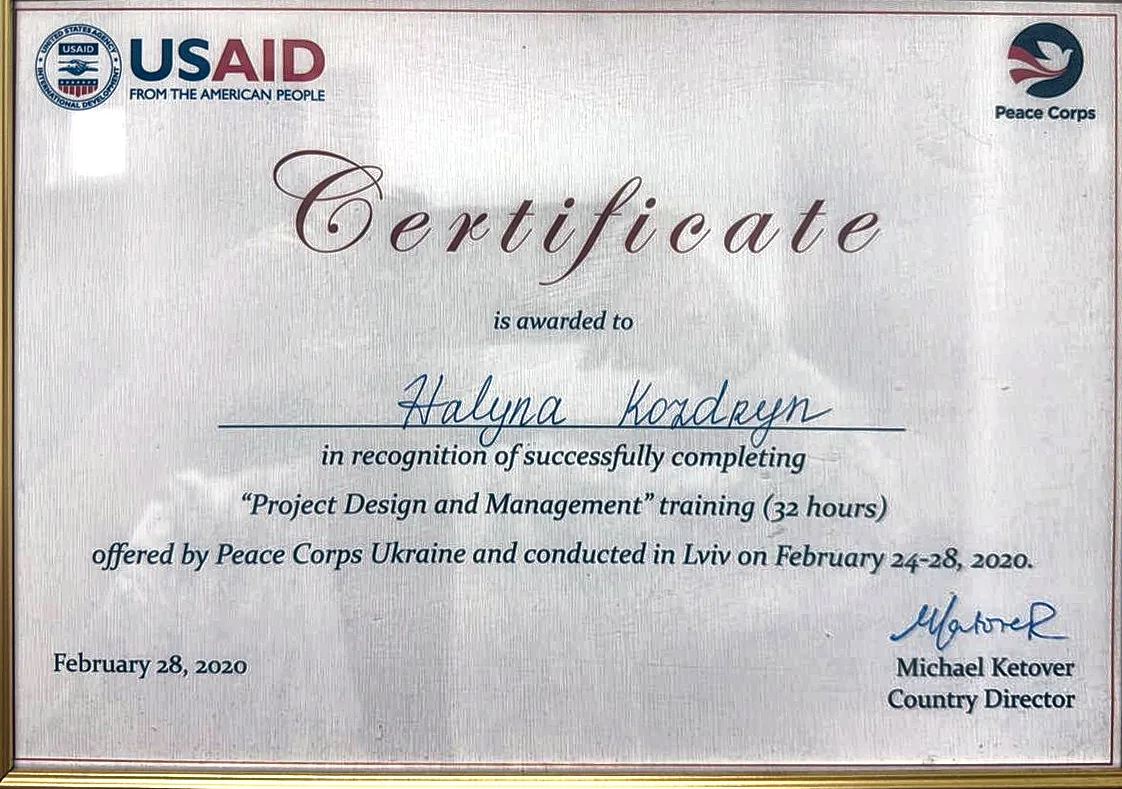 UNITED STATES AGENCY
USAID
INTERNATIONAL DEVELOPMENT
USAID
FROM THE AMERICAN PEOPLE
Peace Corps
Certificate
is awarded to
Halyna Kozdryn
in recognition of successfully completing
“Project Design and Management” training (32 hours)
offered by Peace Corps Ukraine and conducted in Lviv on February 24-28, 2020.
MKetoveR
February 28, 2020
Michael Ketover
Country Director